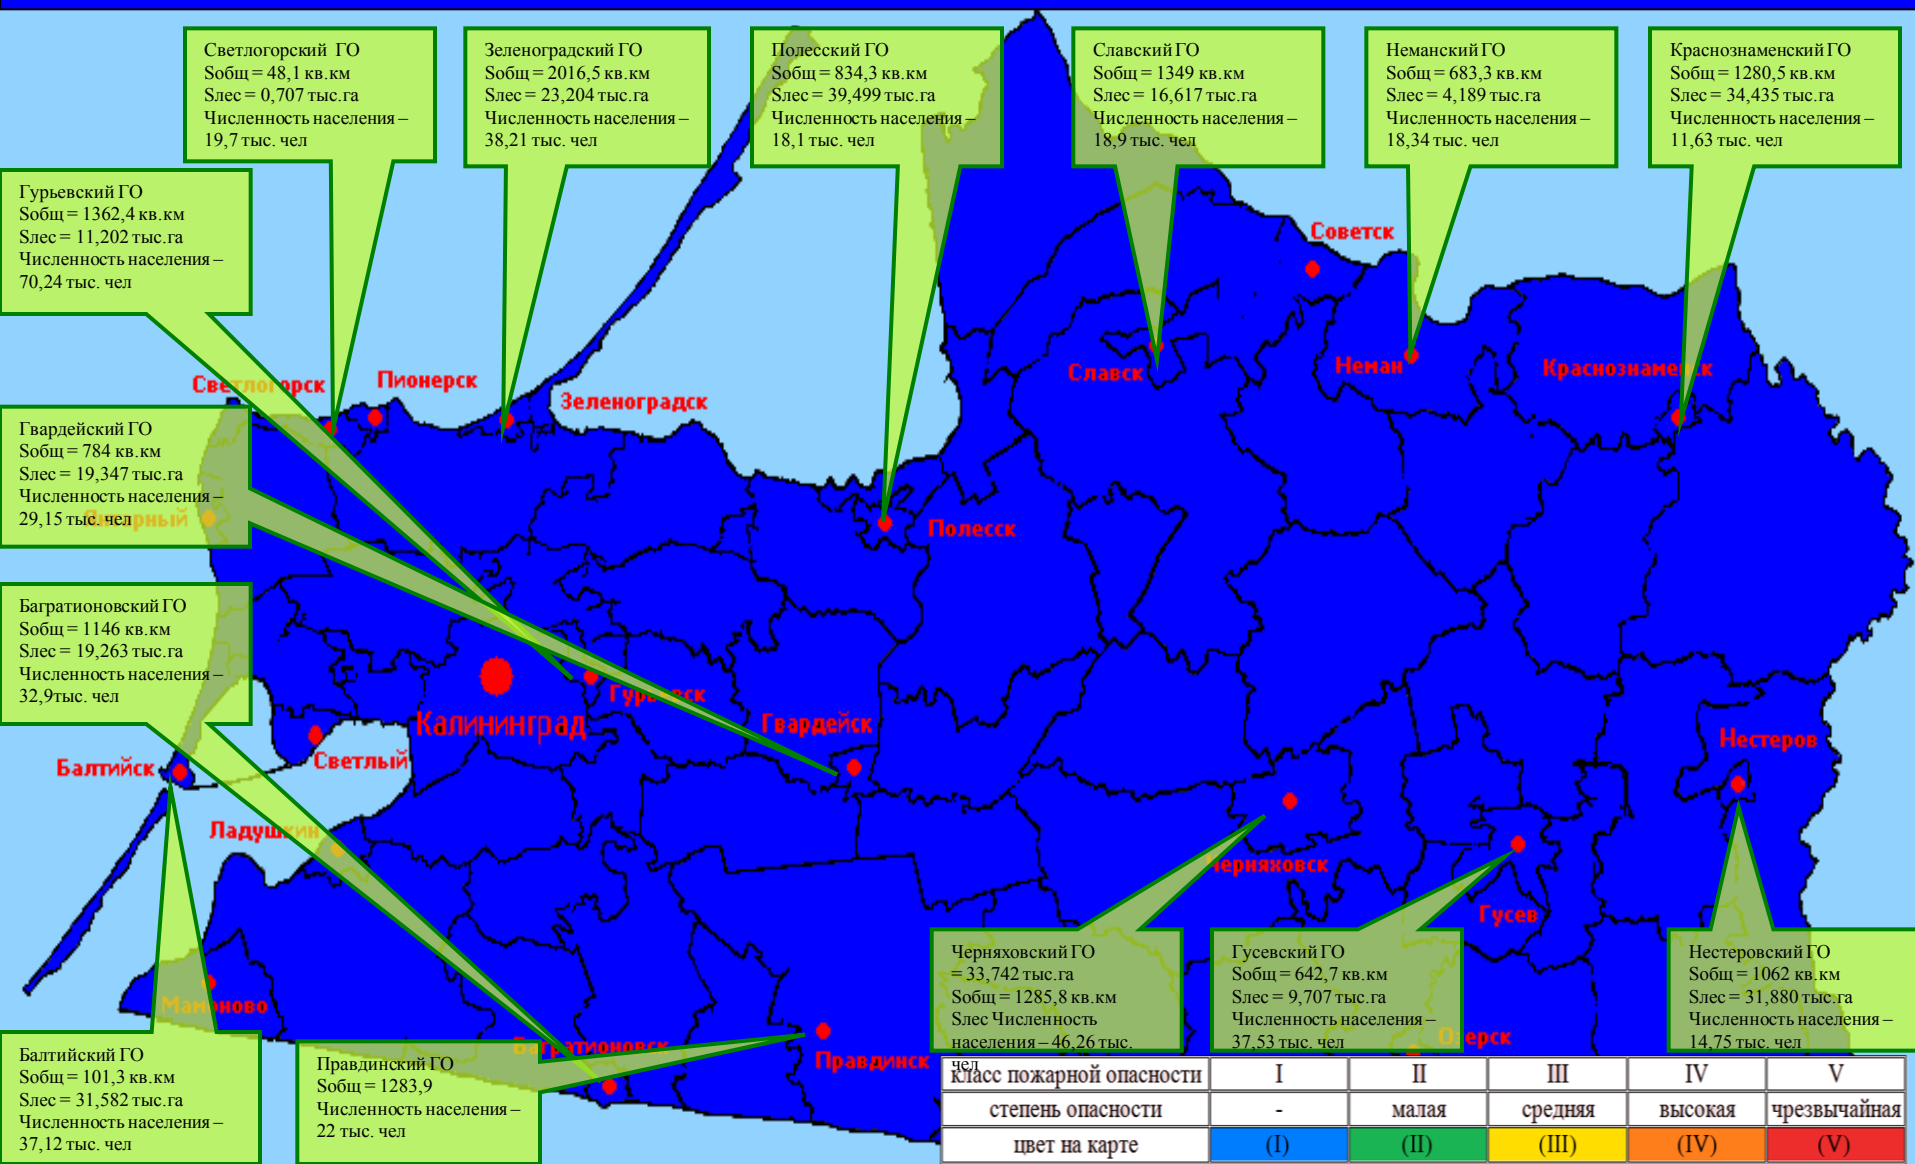 Светлогорский ГО
Sобщ = 48,1 кв.км
Sлес = 0,707 тыс.га
Численность населения –
19,7 тыс. чел
Зеленоградский ГО
Sобщ = 2016,5 кв.км
Sлес = 23,204 тыс.га
Численность населения –
38,21 тыс. чел
Полесский ГО
Sобщ = 834,3 кв.км
Sлес = 39,499 тыс.га
Численность населения –
18,1 тыс. чел
Славский ГО
Sобщ = 1349 кв.км
Sлес = 16,617 тыс.га
Численность населения –
18,9 тыс. чел
Неманский ГО
Sобщ = 683,3 кв.км
Sлес = 4,189 тыс.га
Численность населения –
18,34 тыс. чел
Краснознаменский ГО
Sобщ = 1280,5 кв.км
Sлес = 34,435 тыс.га
Численность населения –
11,63 тыс. чел
Гурьевский ГО
Sобщ = 1362,4 кв.км
Sлес = 11,202 тыс.га
Численность населения –
70,24 тыс. чел
Советск
Славск
Неман
Краснознаменск
Светлогорск
Пионерск
Зеленоградск
Гвардейский ГО
Sобщ = 784 кв.км
Sлес = 19,347 тыс.га
Численность населения –
29,15 тыс. чел
Янтарный
Полесск
Багратионовский ГО
Sобщ = 1146 кв.км
Sлес = 19,263 тыс.га
Численность населения –
32,9тыс. чел
Гурьевск
Калининград
Гвардейск
Нестеров
Балтийск
Светлый
Ладушкин
Черняховск
Гусев
Мамоново
Багратионовск
Правдинск
Озерск
Черняховский ГО
= 33,742 тыс.га
Sобщ = 1285,8 кв.км
Sлес Численность
населения – 46,26 тыс.
чел
Гусевский ГО
Sобщ = 642,7 кв.км
Sлес = 9,707 тыс.га
Численность населения –
37,53 тыс. чел
Нестеровский ГО
Sобщ = 1062 кв.км
Sлес = 31,880 тыс.га
Численность населения –
14,75 тыс. чел
Балтийский ГО
Sобщ = 101,3 кв.км
Sлес = 31,582 тыс.га
Численность населения –
37,12 тыс. чел
Правдинский ГО
Sобщ = 1283,9
Численность населения –
22 тыс. чел
класс пожарной опасности I II III IV V
степень опасности - малая средняя высокая чрезвычайная
цвет на карте (I) (II) (III) (IV) (V)